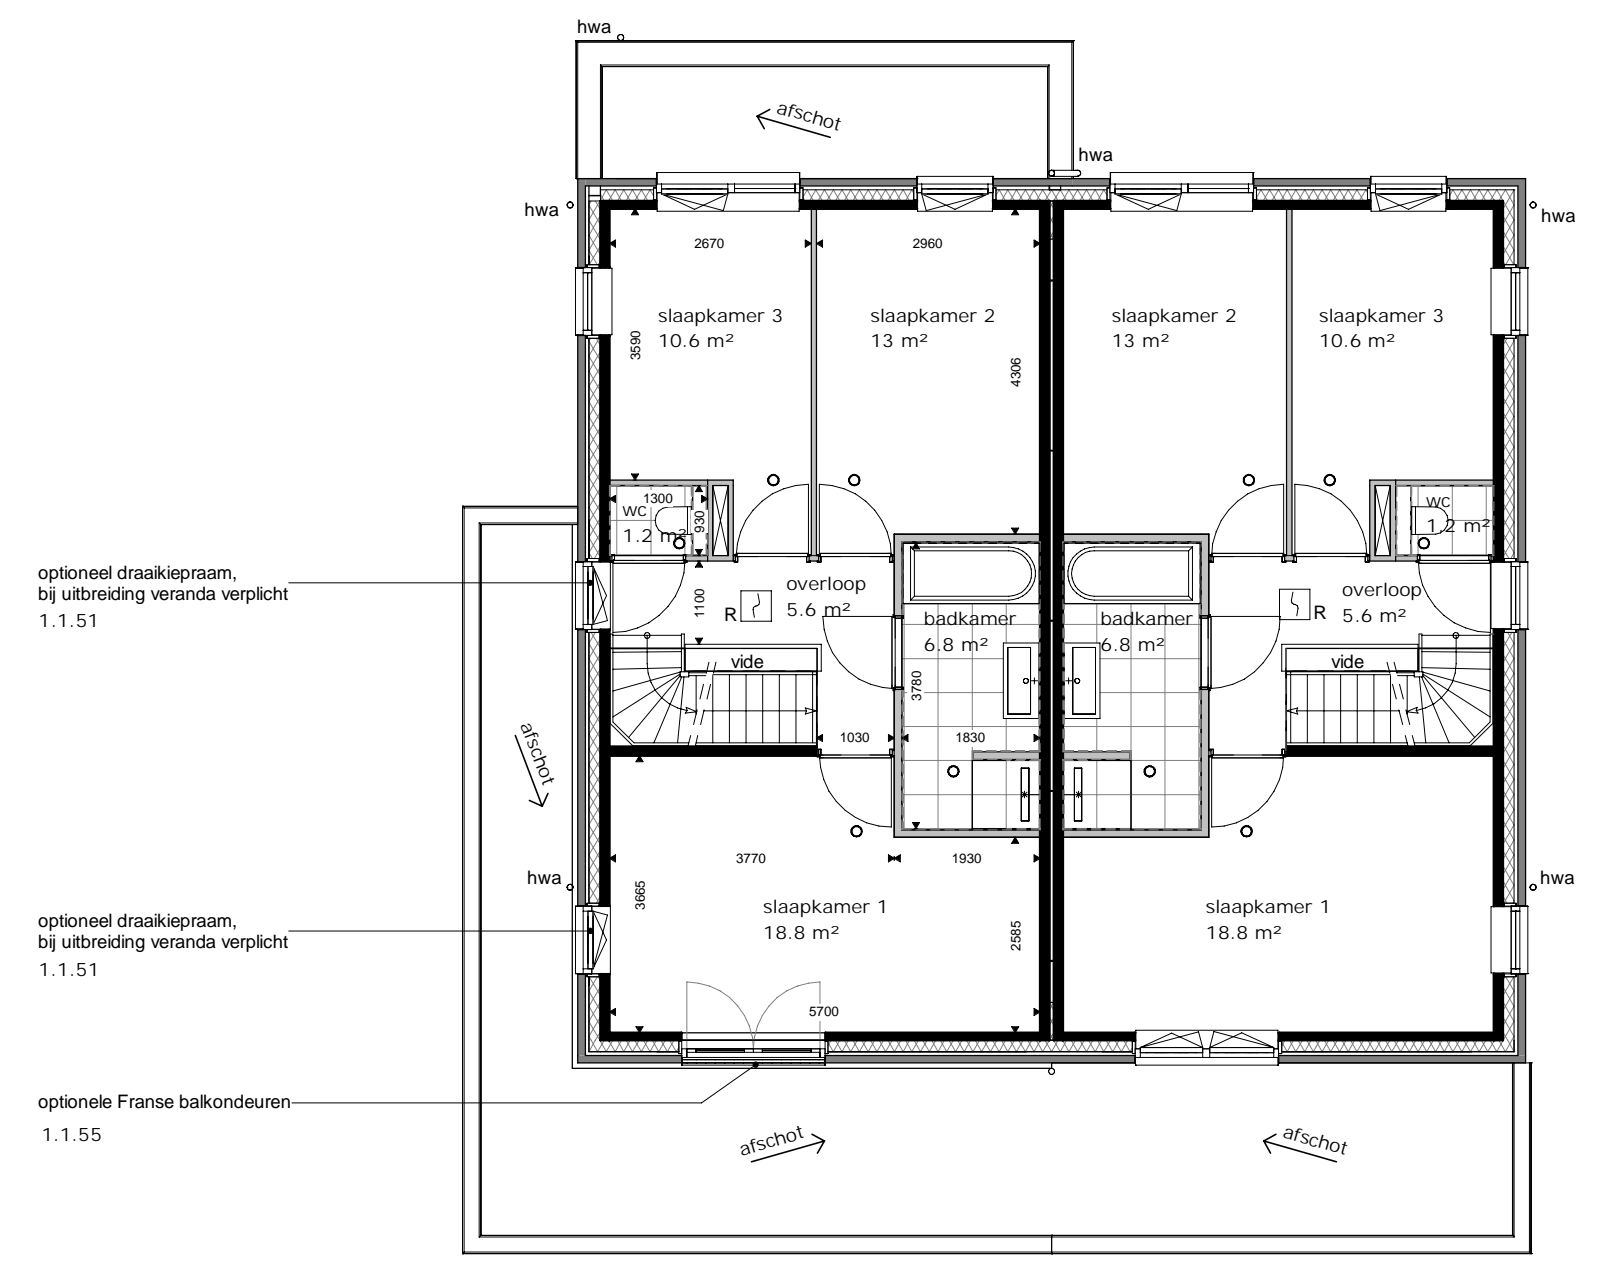 hwa
afschot
hwa
hwa
hwa
2670
2960
slaapkamer 3
10.6 m²
slaapkamer 2
13 m²
slaapkamer 2
13 m²
slaapkamer 3
10.6 m²
3590
4306
1300
wc
1.2 m²
930
wc
1.2 m²
optioneel draaikiepraam,
bij uitbreiding veranda verplicht
1.1.51
1100
R
overloop
5.6 m²
badkamer
6.8 m²
badkamer
6.8 m²
R
overloop
5.6 m²
vide
vide
3780
1030
1830
afschot
3770
1930
hwa
hwa
3665
slaapkamer 1
18.8 m²
2585
slaapkamer 1
18.8 m²
optioneel draaikiepraam,
bij uitbreiding veranda verplicht
1.1.51
5700
optionele Franse balkondeuren
1.1.55
afschot
afschot